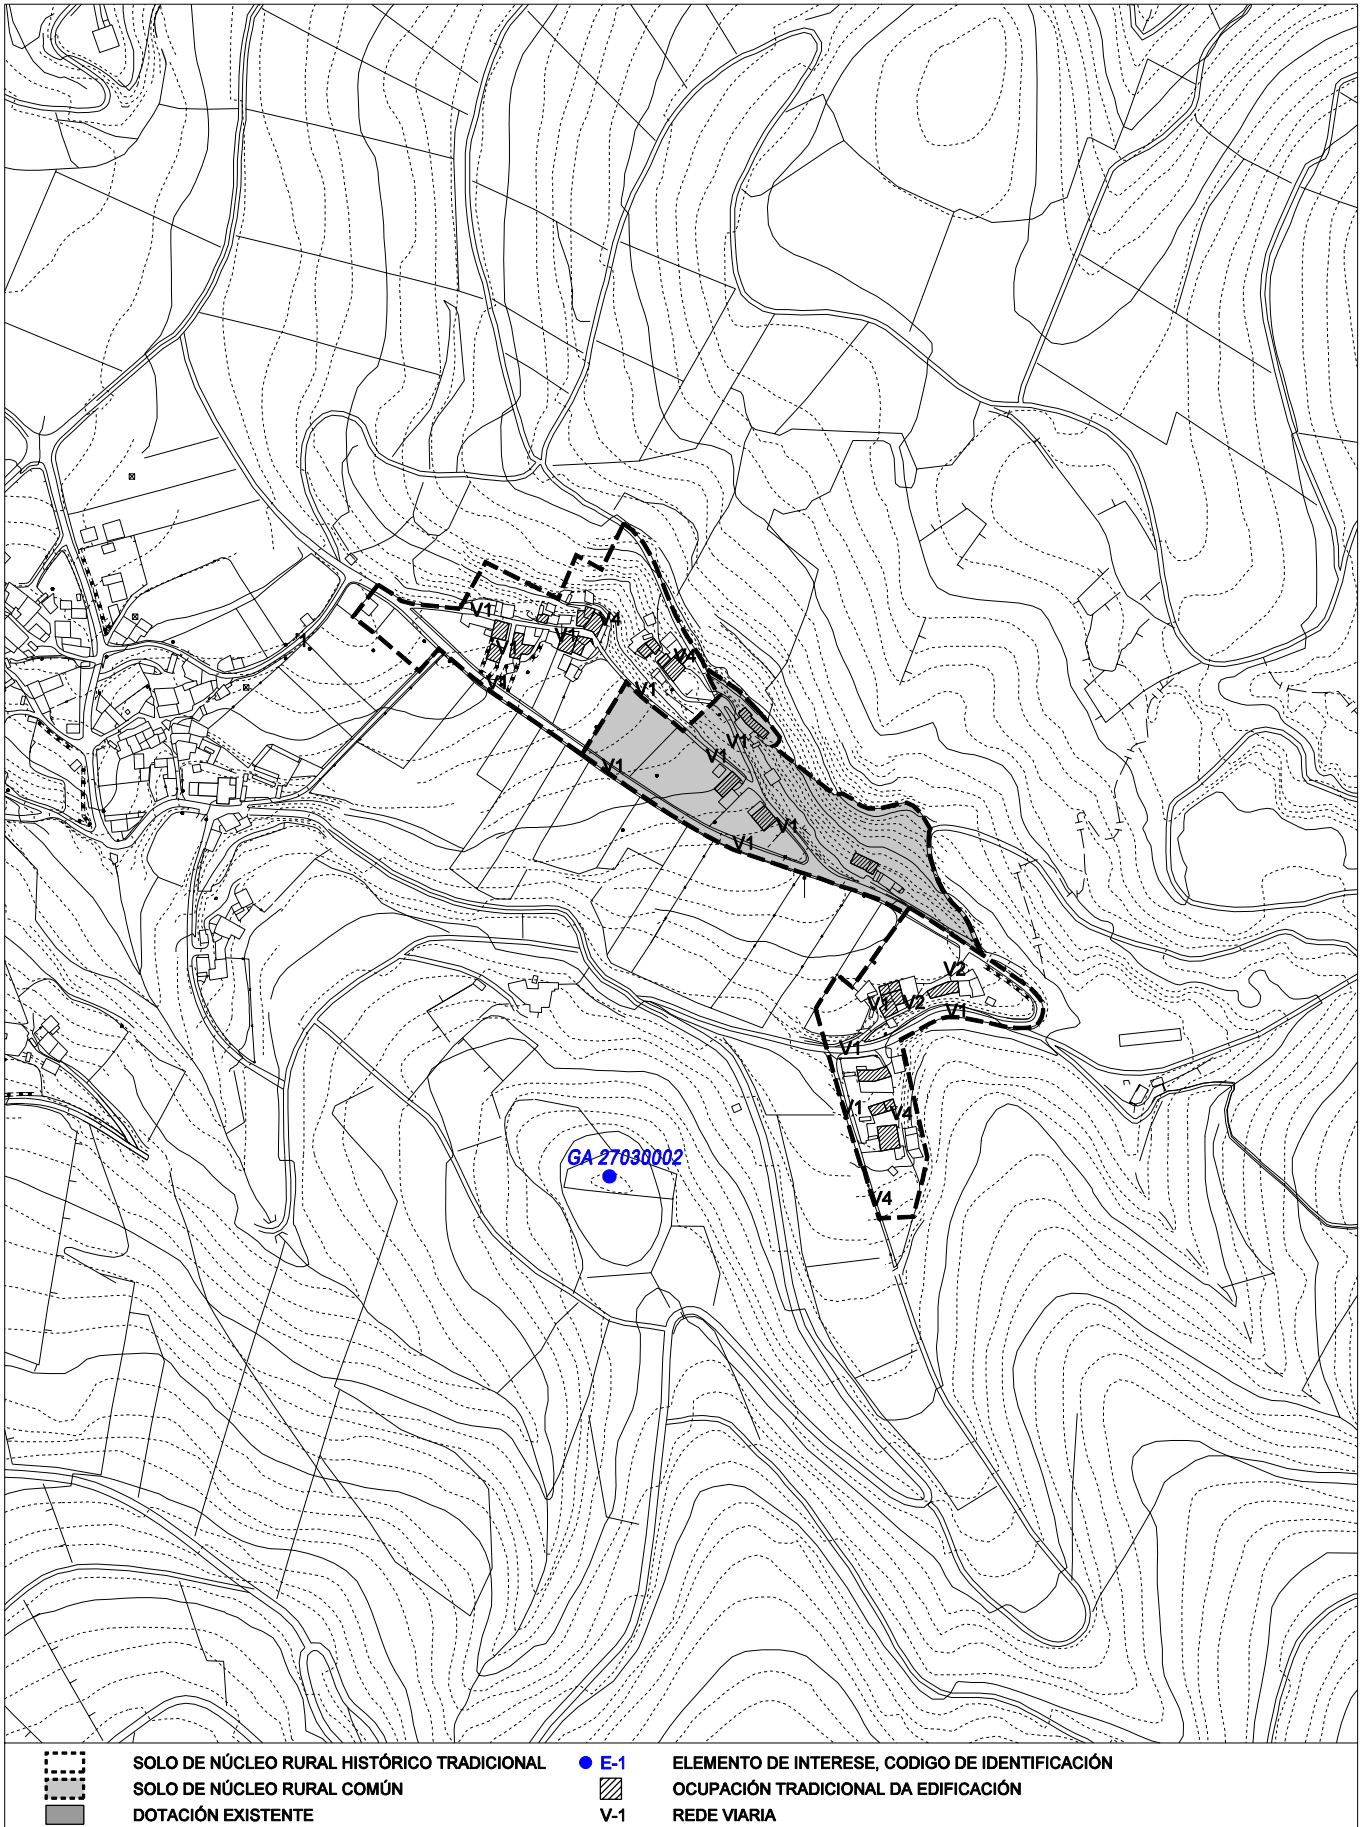 V1
V4
V1
V1
V4
V1
V1
V1
V1
V1
V1
V1
V2
V1
V2
V1
V1
V1
V4
GA 27030002
V4
SOLO DE NÚCLEO RURAL HISTÓRICO TRADICIONAL
E-1
ELEMENTO DE INTERESE, CODIGO DE IDENTIFICACIÓN
SOLO DE NÚCLEO RURAL COMÚN
OCUPACIÓN TRADICIONAL DA EDIFICACIÓN
DOTACIÓN EXISTENTE
V-1
REDE VIARIA